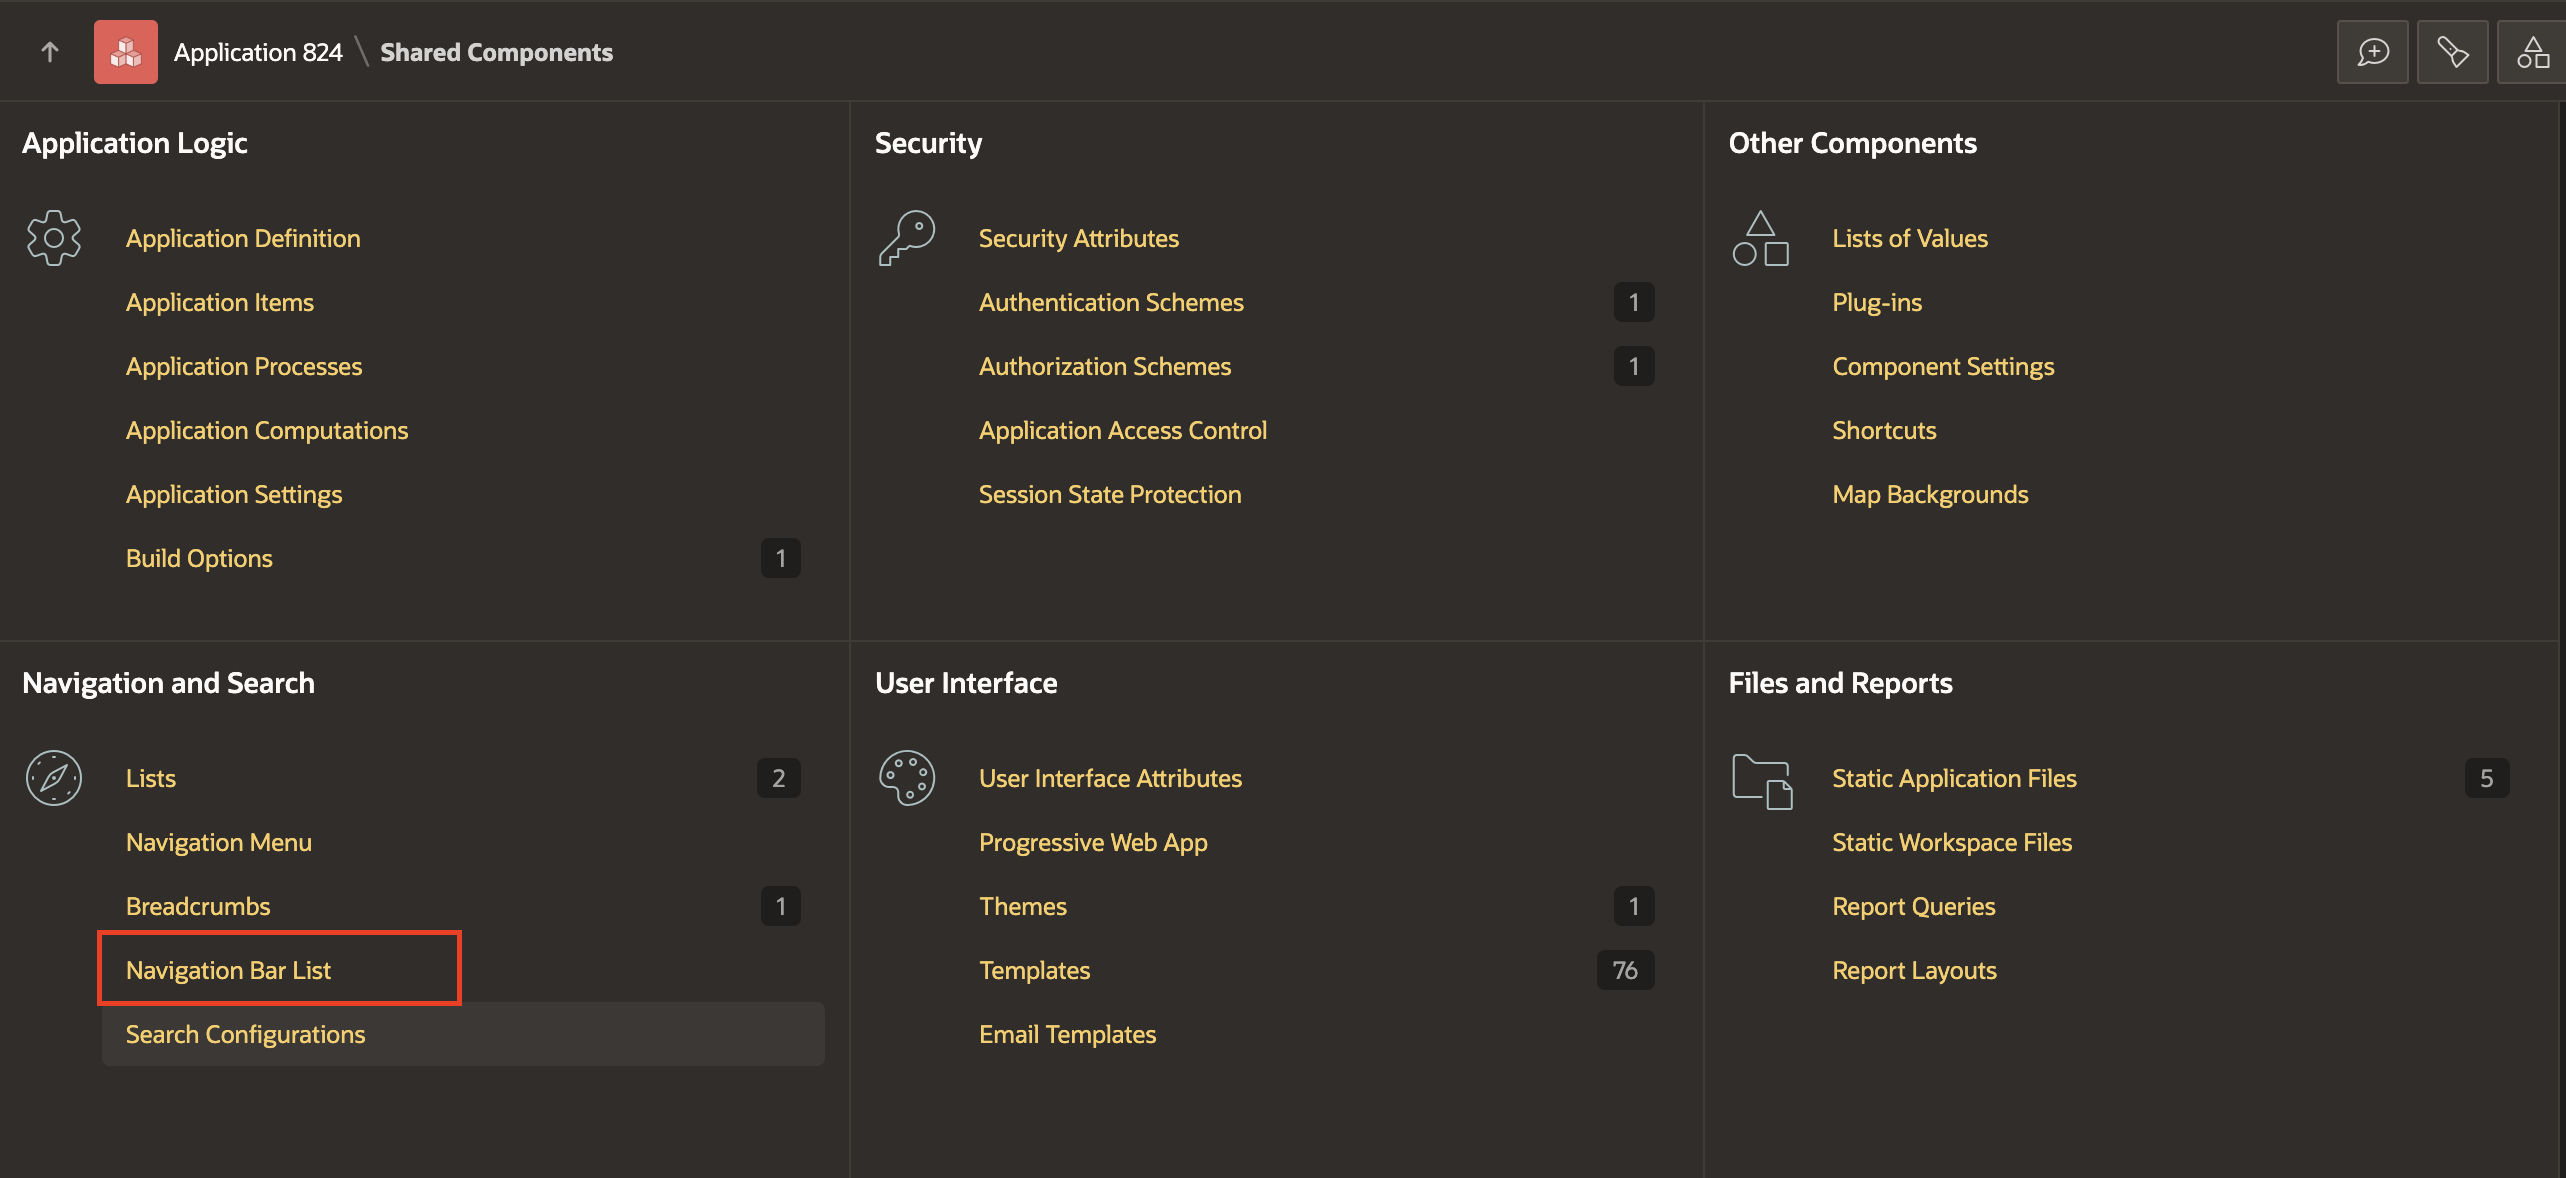 Application 824 \ Shared Components
Application Logic
Application Definition
Application Items
Application Processes
Application Computations
Application Settings
Build Options 1
Security
Security Attributes
Authentication Schemes 1
Authorization Schemes 1
Application Access Control
Session State Protection
Other Components
Lists of Values
Plug-ins
Component Settings
Shortcuts
Map Backgrounds
Navigation and Search
Lists 2
Navigation Menu
Breadcrumbs 1
Navigation Bar List
Search Configurations
User Interface
User Interface Attributes
Progressive Web App
Themes 1
Templates 76
Email Templates
Files and Reports
Static Application Files 5
Static Workspace Files
Report Queries
Report Layouts